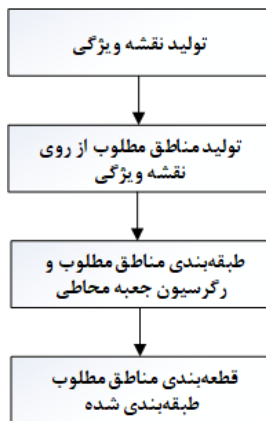 تولید نقشه ویژگی
تولید مناطق مطلوب از روی
نقشه ویژگی
طبقه‌بندی مناطق مطلوب و
رگرسیون جعبه محاطی
قطعه‌بندی مناطق مطلوب
طبقه‌بندی شده